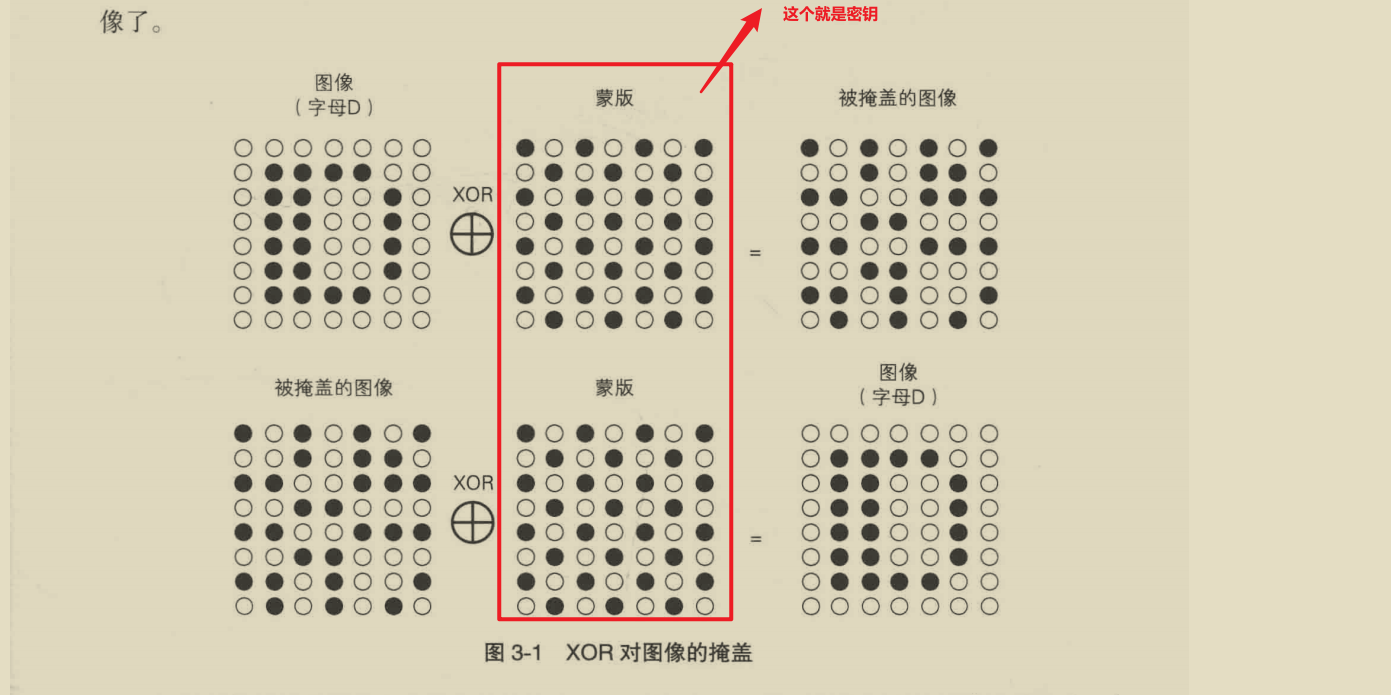 像了。
这个就是密钥
图像
（字母D）
蒙版
被掩盖的图像
XOR
=
被掩盖的图像
蒙版
图像
（字母D）
XOR
=
图 3-1 XOR 对图像的掩盖